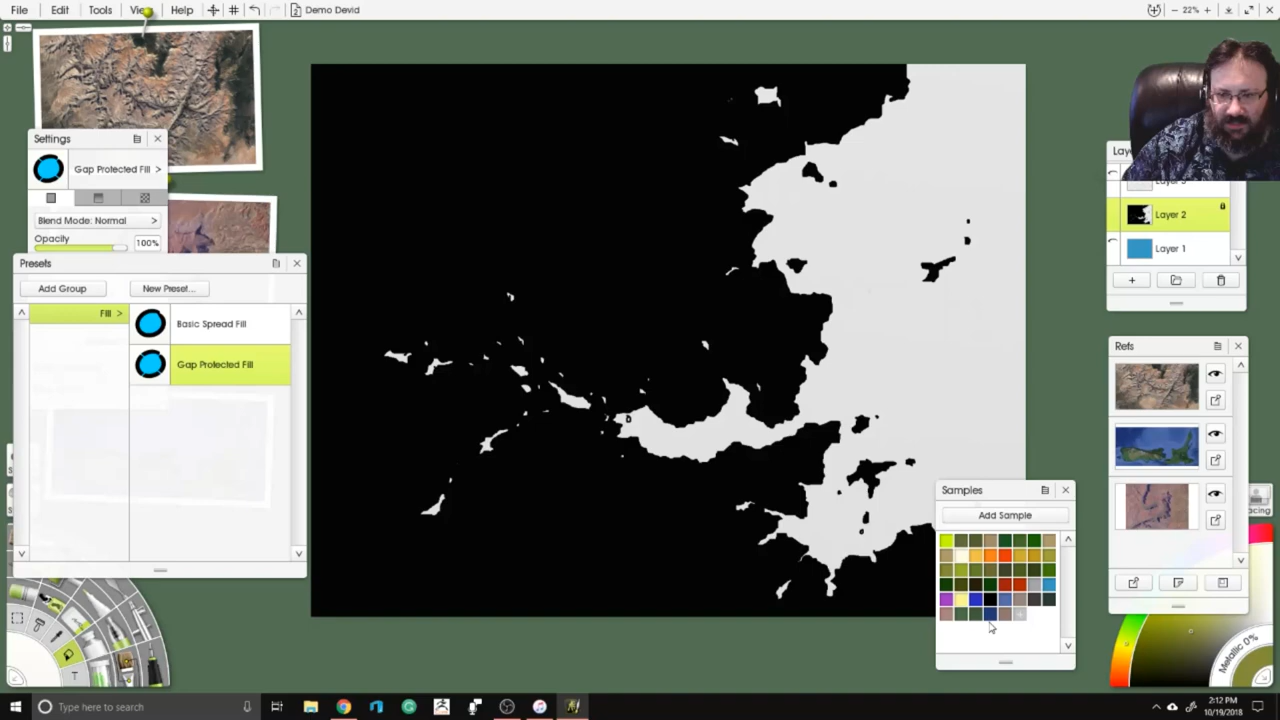 File Edit Tools View Help Demo Devid 22%
Settings
Gap Protected Fill >
Blend Mode: Normal >
Opacity 100%
Presets
Add Group New Preset...
Fill > Basic Spread Fill
Gap Protected Fill
Layer 2
Layer 1
Refs
Samples
Add Sample
Metallic 0%
T
Type here to search
2:12 PM
10/19/2018